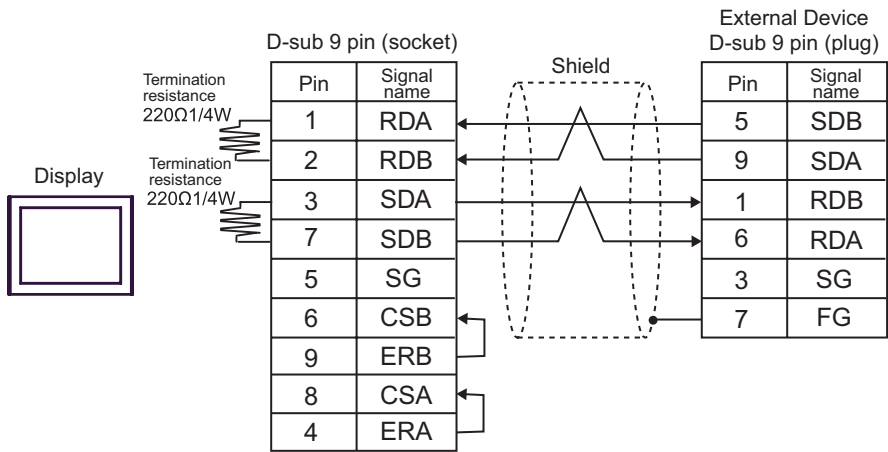 External Device
D-sub 9 pin (socket)
D-sub 9 pin (plug)
Shield
Termination
resistance
220Ω1/4W
Termination
resistance
220Ω1/4W
Display
Pin Signal name
1 RDA
2 RDB
3 SDA
7 SDB
5 SG
6 CSB
9 ERB
8 CSA
4 ERA
Pin Signal name
5 SDB
9 SDA
1 RDB
6 RDA
3 SG
7 FG